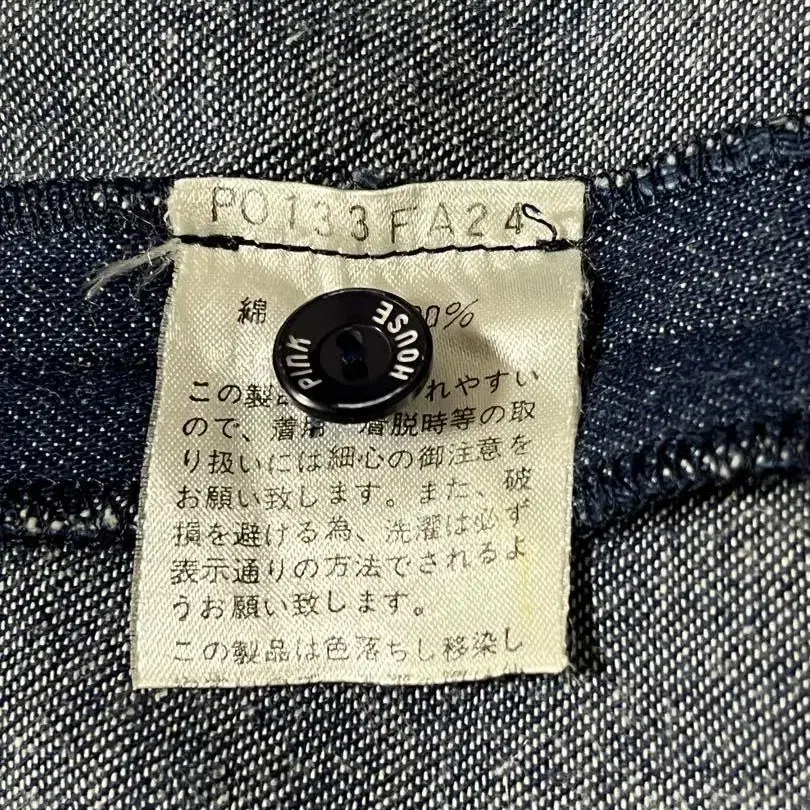 P0133FA24S
綿 00%
PINK HOUSE
この製品 れやすい
ので、着用 着脱時等の取
り扱いには細心の御注意を
お願い致します。また、破
損を避ける為、洗濯は必ず
表示通りの方法でされるよ
うお願い致します。
この製品は色落ちし移染し